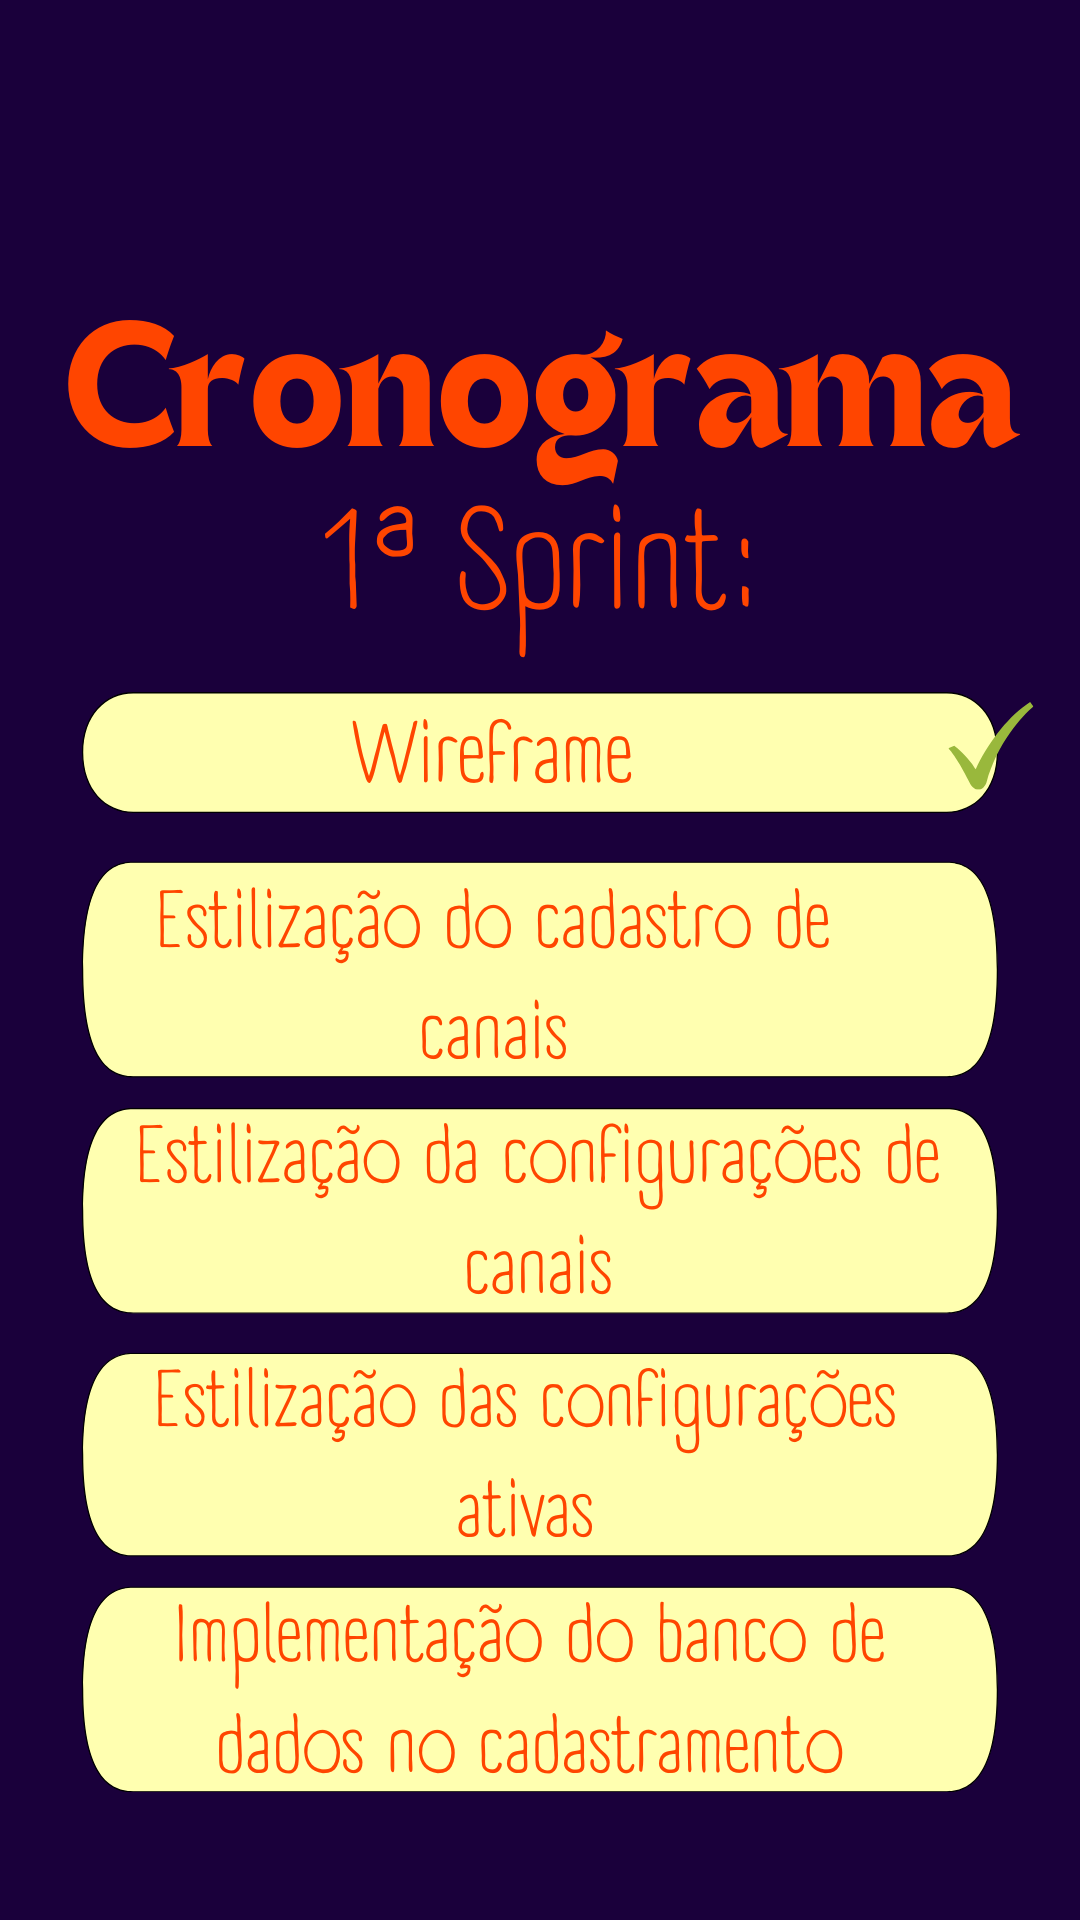 Cronograma
1ª Sprint:
Wireframe
Estilização do cadastro de
canais
Estilização da configurações de
canais
Estilização das configurações
ativas
Implementação do banco de
dados no cadastramento